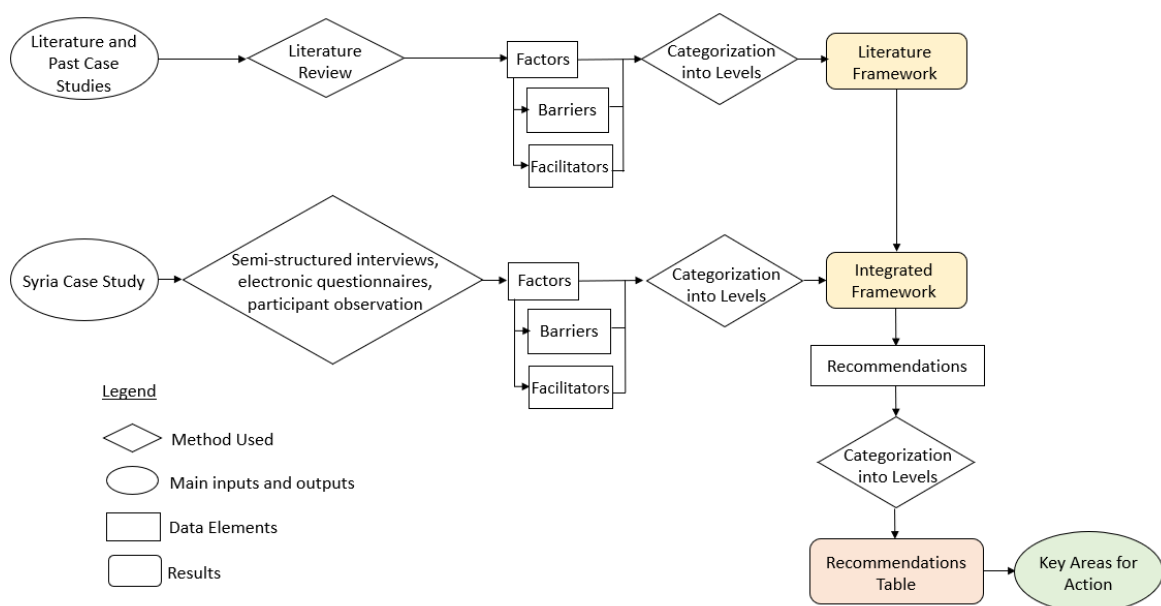 Literature and
Past Case
Studies
Literature
Review
Factors
Barriers
Facilitators
Categorization
into Levels
Literature
Framework
Syria Case Study
Semi-structured interviews,
electronic questionnaires,
participant observation
Factors
Barriers
Facilitators
Categorization
into Levels
Integrated
Framework
Recommendations
Categorization
into Levels
Recommendations
Table
Key Areas for
Action
Legend
Method Used
Main inputs and outputs
Data Elements
Results